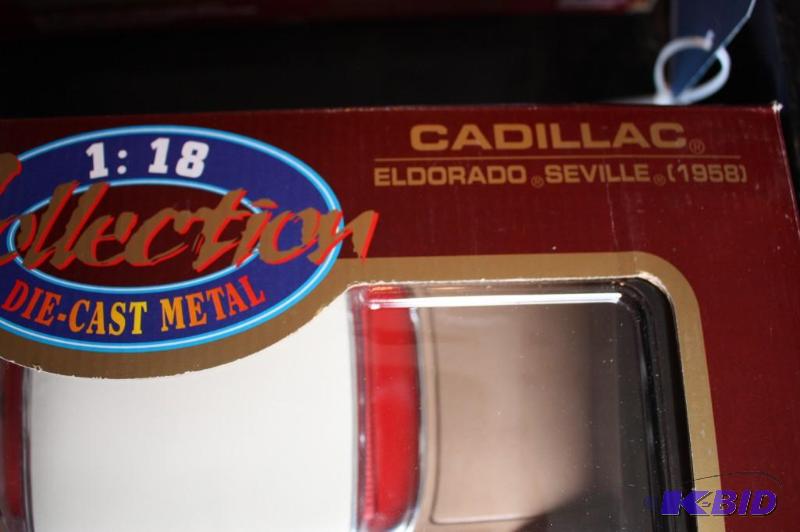 1:18
Collection
DIE-CAST METAL
CADILLAC®
ELDORADO ® SEVILLE ® (1958)
K-BID